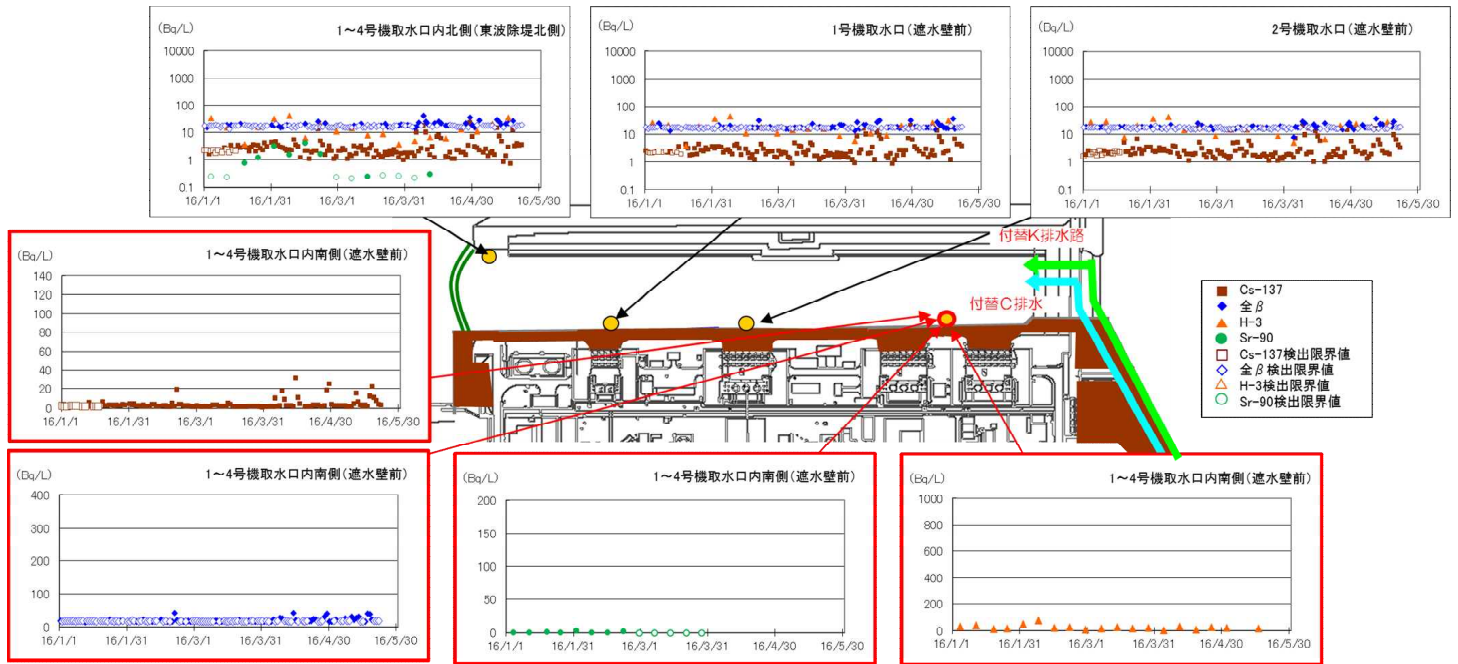 (Bq/L)
1～4号機取水口内北側(東波除堤北側)
10000
1000
100
10
1
0.1
16/1/1 16/1/31 16/3/1 16/3/31 16/4/30 16/5/30
(Bq/L)
1号機取水口(遮水壁前)
10000
1000
100
10
1
0.1
16/1/1 16/1/31 16/3/1 16/3/31 16/4/30 16/5/30
(Bq/L)
2号機取水口(遮水壁前)
10000
1000
100
10
1
0.1
16/1/1 16/1/31 16/3/1 16/3/31 16/4/30 16/5/30
付替K排水路
付替C排水
(Bq/L)
1～4号機取水口内南側(遮水壁前)
140
120
100
80
60
40
20
0
16/1/1 16/1/31 16/3/1 16/3/31 16/4/30 16/5/30
Cs-137
全β
H-3
Sr-90
Cs-137検出限界値
全β検出限界値
H-3検出限界値
Sr-90検出限界値
(Bq/L)
1～4号機取水口内南側(遮水壁前)
400
300
200
100
0
16/1/1 16/1/31 16/3/1 16/3/31 16/4/30 16/5/30
(Bq/L)
1～4号機取水口内南側(遮水壁前)
200
150
100
50
0
16/1/1 16/1/31 16/3/1 16/3/31 16/4/30 16/5/30
(Bq/L)
1～4号機取水口内南側(遮水壁前)
1000
800
600
400
200
0
16/1/1 16/1/31 16/3/1 16/3/31 16/4/30 16/5/30